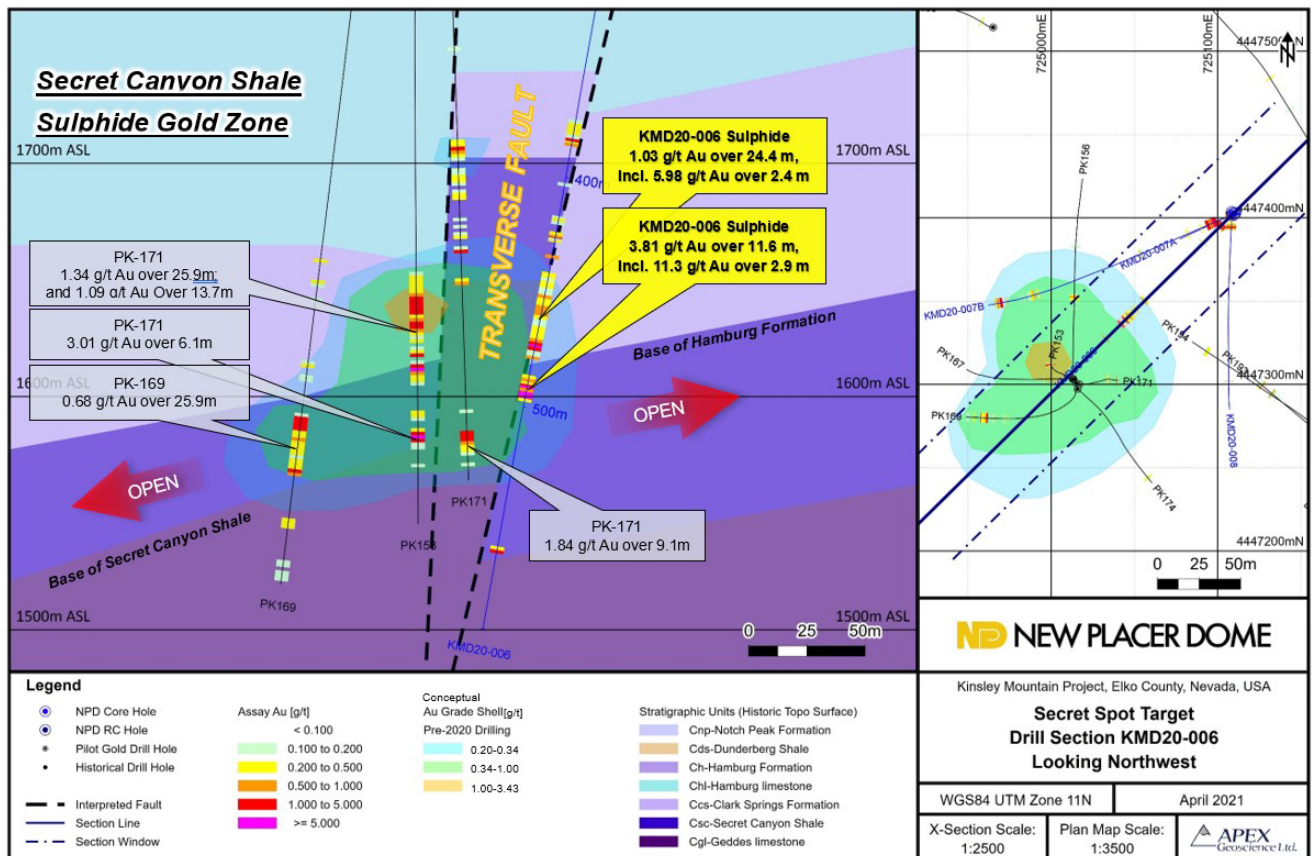 Secret Canyon Shale
Sulphide Gold Zone
1700m ASL
1700m ASL
1600m ASL
1600m ASL
1500m ASL
1500m ASL
TRANSVERSE FAULT
400m
500m
KMD20-006 Sulphide
1.03 g/t Au over 24.4 m,
Incl. 5.98 g/t Au over 2.4 m
KMD20-006 Sulphide
3.81 g/t Au over 11.6 m,
Incl. 11.3 g/t Au over 2.9 m
PK-171
1.34 g/t Au over 25.9m;
and 1.09 g/t Au Over 13.7m
PK-171
3.01 g/t Au over 6.1m
PK-169
0.68 g/t Au over 25.9m
PK-171
1.84 g/t Au over 9.1m
Base of Hamburg Formation
Base of Secret Canyon Shale
OPEN
OPEN
PK169
PK153
PK171
KMD20-006
0 25 50m
725000mE
725100mE
4447500mN
N
4447400mN
4447300mN
4447200mN
PK156
KMD20-007A
KMD20-007B
PK153
PK167
PK171
PK169
PK174
PK154
KMD20-008
0 25 50m
NPD NEW PLACER DOME
Kinsley Mountain Project, Elko County, Nevada, USA
Secret Spot Target
Drill Section KMD20-006
Looking Northwest
WGS84 UTM Zone 11N
April 2021
X-Section Scale:
1:2500
Plan Map Scale:
1:3500
APEX
Geoscience Ltd.
Legend
NPD Core Hole
NPD RC Hole
Pilot Gold Drill Hole
Historical Drill Hole
Interpreted Fault
Section Line
Section Window
Assay Au [g/t]
< 0.100
0.100 to 0.200
0.200 to 0.500
0.500 to 1.000
1.000 to 5.000
>= 5.000
Conceptual
Au Grade Shell[g/t]
Pre-2020 Drilling
0.20-0.34
0.34-1.00
1.00-3.43
Stratigraphic Units (Historic Topo Surface)
Cnp-Notch Peak Formation
Cds-Dunderberg Shale
Ch-Hamburg Formation
Chl-Hamburg limestone
Ccs-Clark Springs Formation
Csc-Secret Canyon Shale
Cgl-Geddes limestone